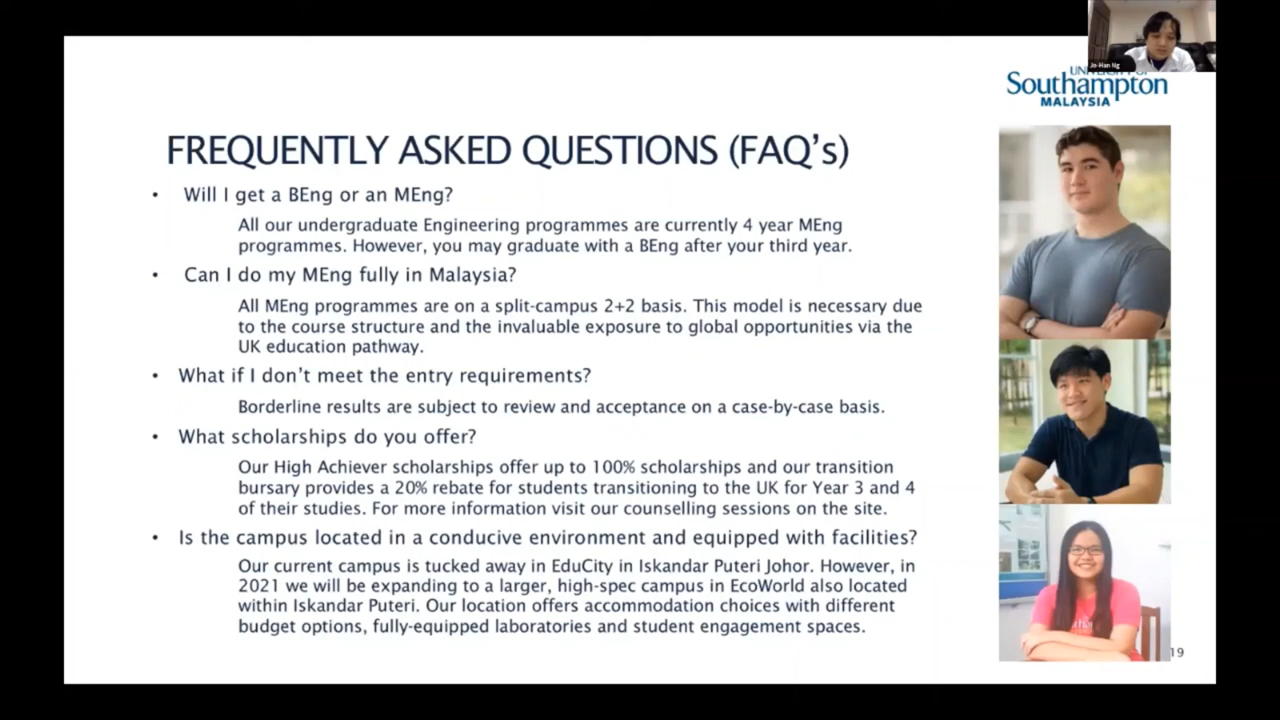 Jo-Han Ng
UNIVERSITY OF
Southampton
MALAYSIA
FREQUENTLY ASKED QUESTIONS (FAQ's)
• Will I get a BEng or an MEng?
All our undergraduate Engineering programmes are currently 4 year MEng
programmes. However, you may graduate with a BEng after your third year.
• Can I do my MEng fully in Malaysia?
All MEng programmes are on a split-campus 2+2 basis. This model is necessary due
to the course structure and the invaluable exposure to global opportunities via the
UK education pathway.
• What if I don't meet the entry requirements?
Borderline results are subject to review and acceptance on a case-by-case basis.
• What scholarships do you offer?
Our High Achiever scholarships offer up to 100% scholarships and our transition
bursary provides a 20% rebate for students transitioning to the UK for Year 3 and 4
of their studies. For more information visit our counselling sessions on the site.
• Is the campus located in a conducive environment and equipped with facilities?
Our current campus is tucked away in EduCity in Iskandar Puteri Johor. However, in
2021 we will be expanding to a larger, high-spec campus in EcoWorld also located
within Iskandar Puteri. Our location offers accommodation choices with different
budget options, fully-equipped laboratories and student engagement spaces.
19